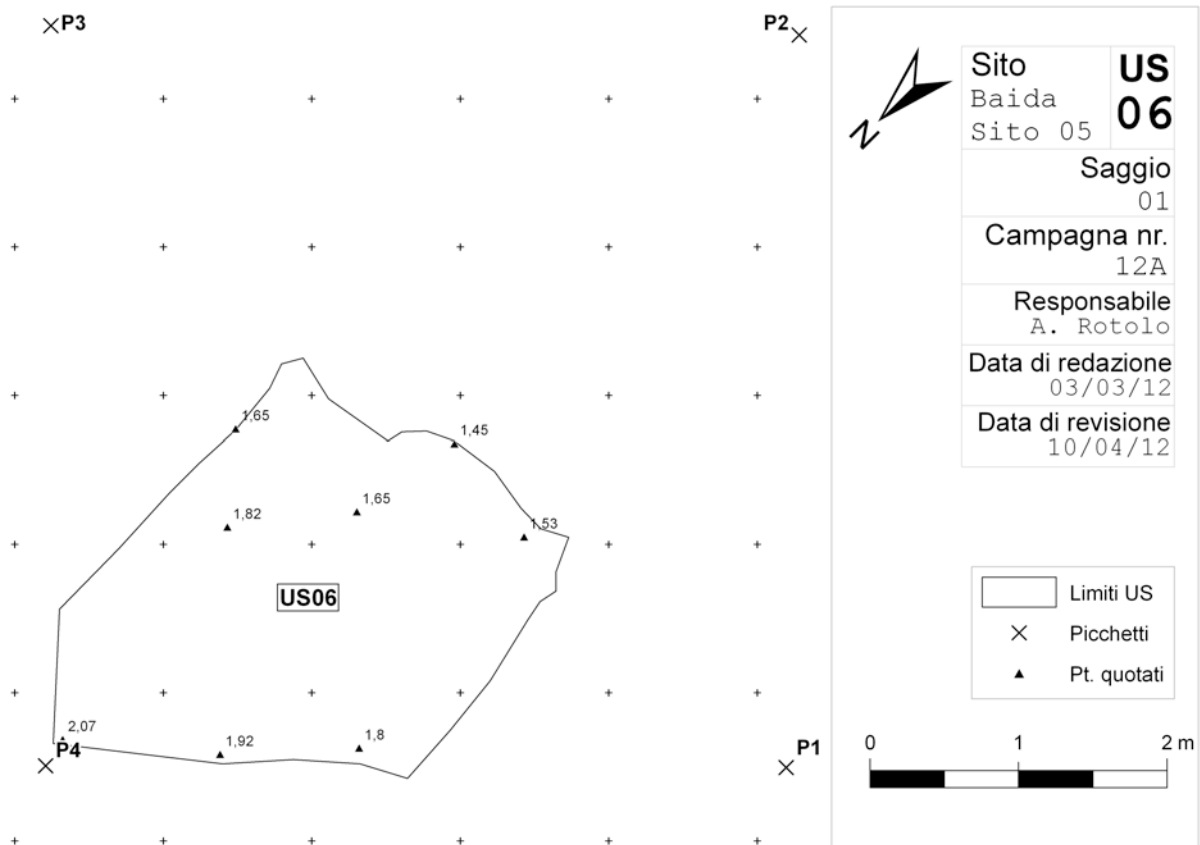 P3
P2
1,65
1,45
1,82
1,65
1,53
US06
2,07
P4
1,92
1,8
P1
N
Sito
Baida
Sito 05
US
06
Saggio
01
Campagna nr.
12A
Responsabile
A. Rotolo
Data di redazione
03/03/12
Data di revisione
10/04/12
Limiti US
Picchetti
Pt. quotati
0 1 2 m